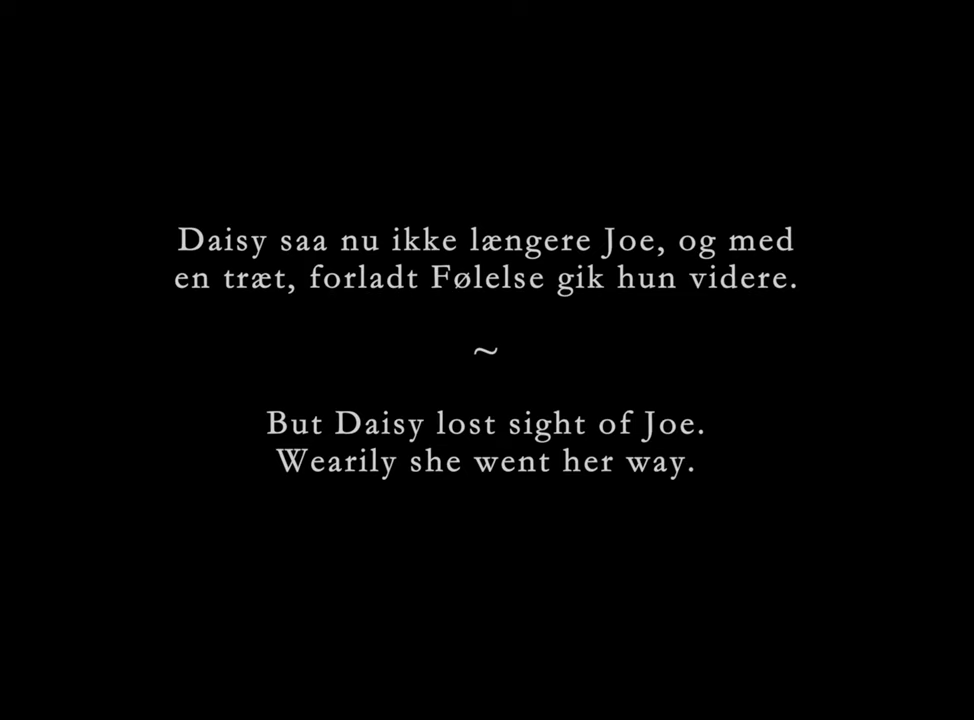 Daisy saa nu ikke længere Joe, og med
en træt, forladt Følelse gik hun videre.
~
But Daisy lost sight of Joe.
Wearily she went her way.